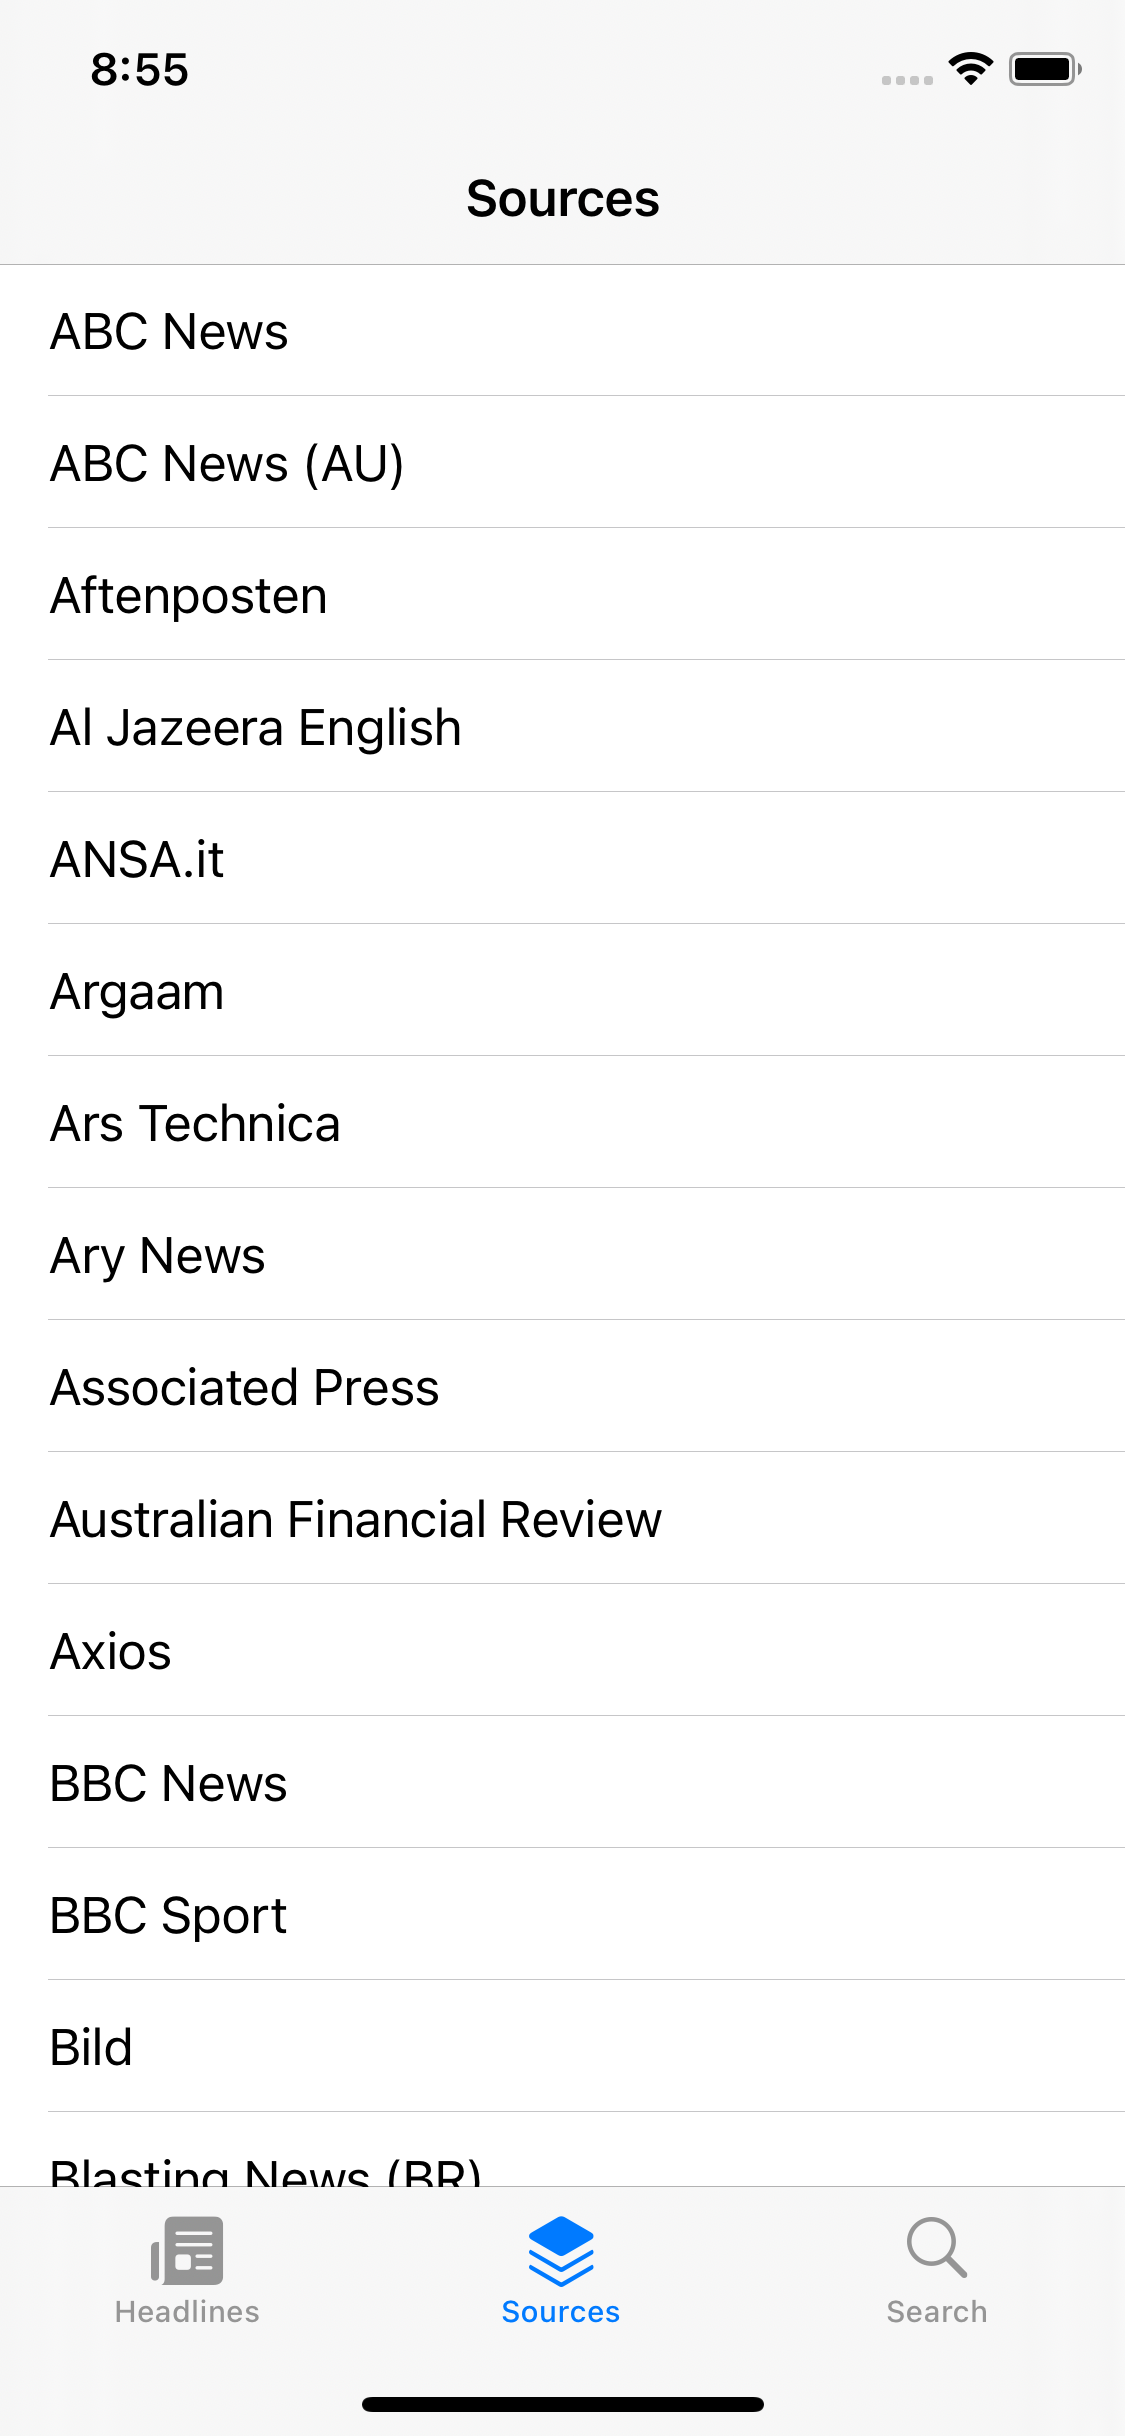 8:55
Sources
ABC News
ABC News (AU)
Aftenposten
Al Jazeera English
ANSA.it
Argaam
Ars Technica
Ary News
Associated Press
Australian Financial Review
Axios
BBC News
BBC Sport
Bild
Blasting News (BR)
Headlines
Sources
Search